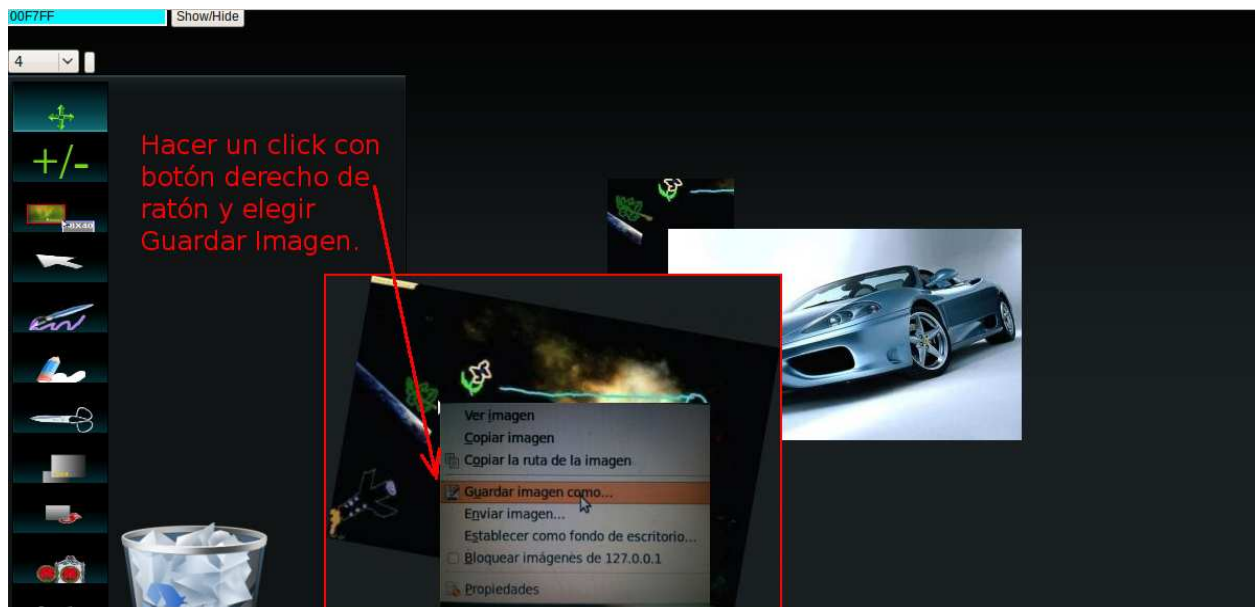 00F7FF
Show/Hide
4
+/-
Hacer un click con
botón derecho de
ratón y elegir
Guardar Imagen.
Ver imagen
Copiar imagen
Copiar la ruta de la imagen
Guardar imagen como...
Enviar imagen...
Establecer como fondo de escritorio...
Bloquear imágenes de 127.0.0.1
Propiedades